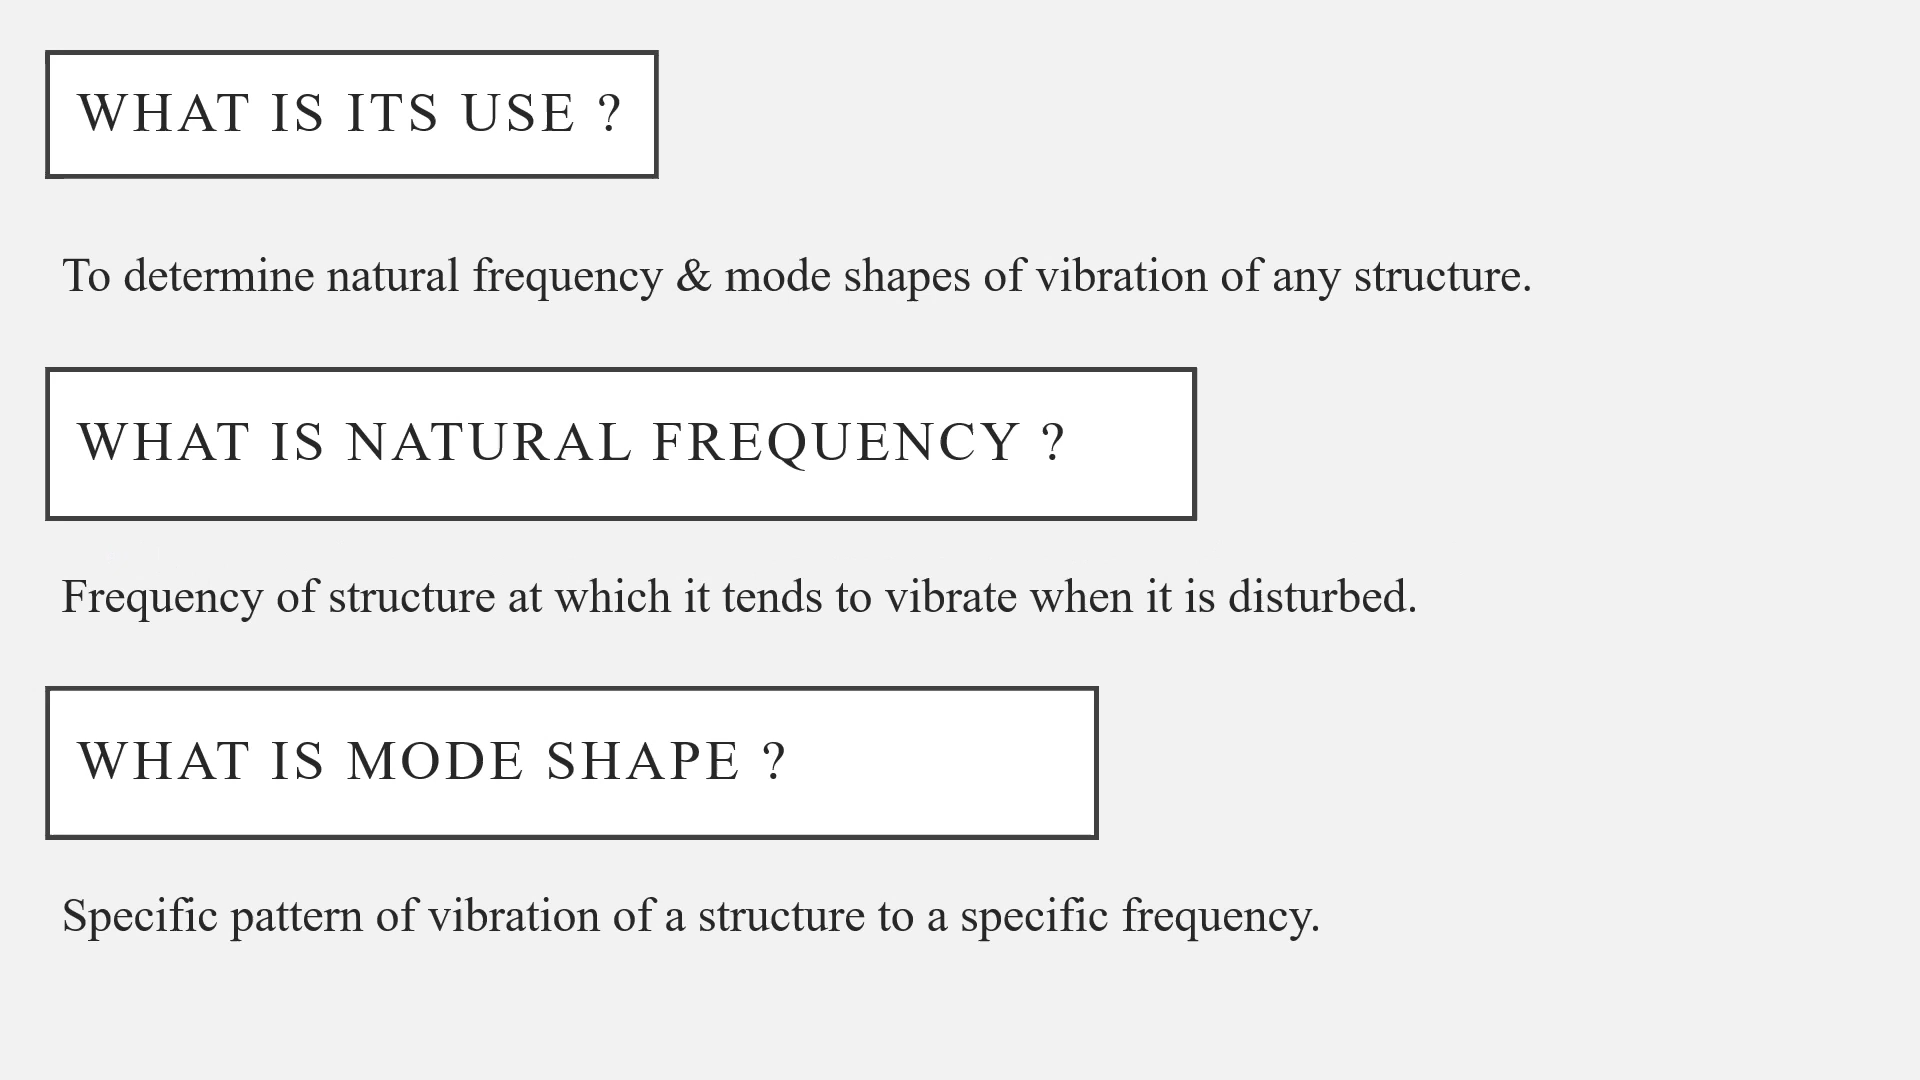 WHAT IS ITS USE ?
To determine natural frequency & mode shapes of vibration of any structure.
WHAT IS NATURAL FREQUENCY ?
Frequency of structure at which it tends to vibrate when it is disturbed.
WHAT IS MODE SHAPE ?
Specific pattern of vibration of a structure to a specific frequency.